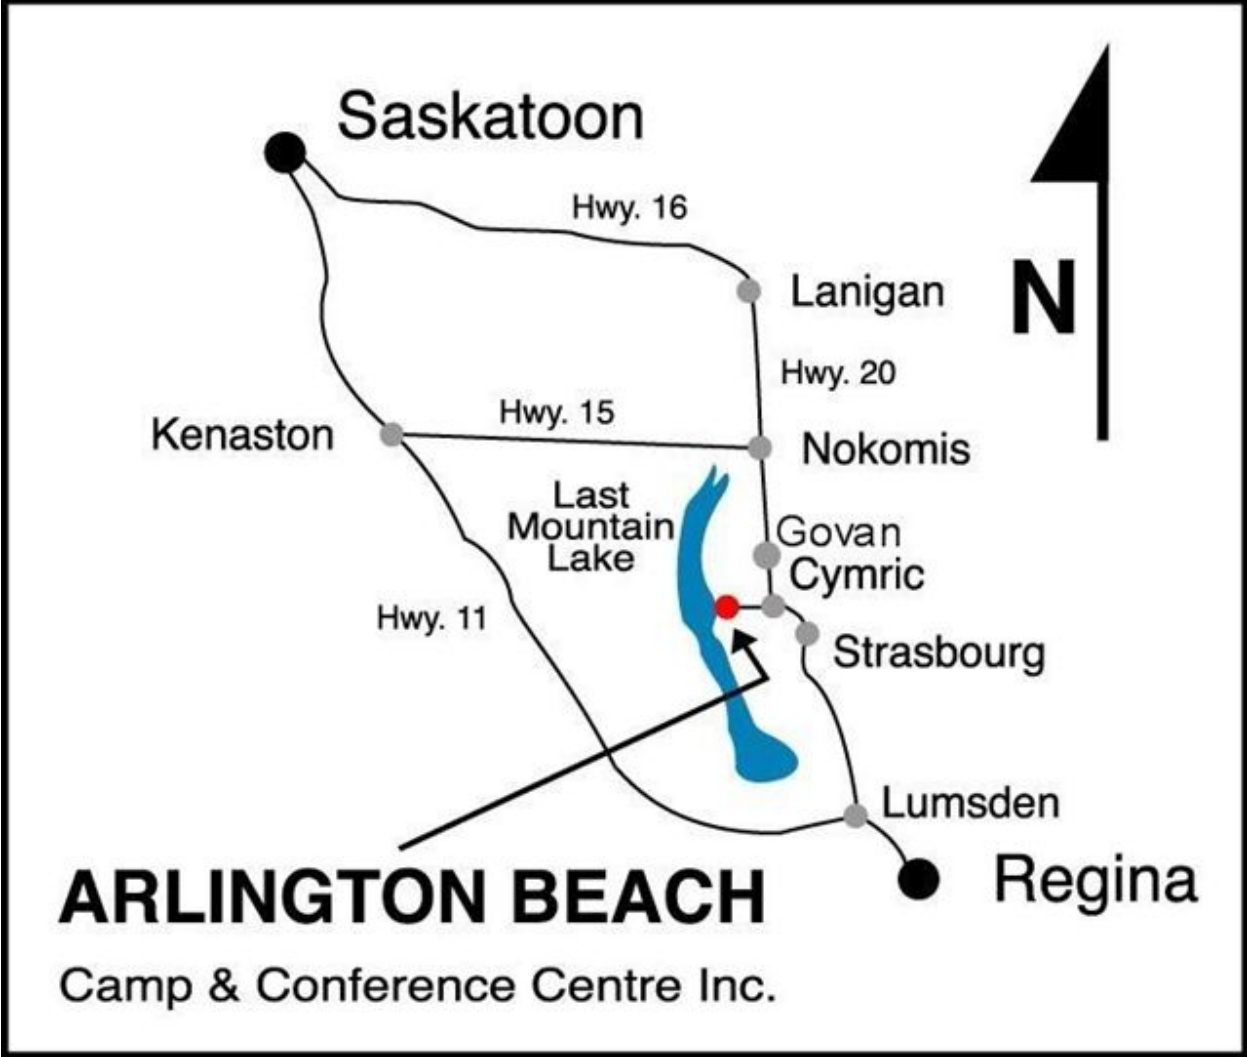 Saskatoon
Hwy. 16
Lanigan
N
Hwy. 20
Hwy. 15
Kenaston
Nokomis
Last
Mountain
Lake
Govan
Cymric
Hwy. 11
Strasbourg
Lumsden
Regina
ARLINGTON BEACH
Camp & Conference Centre Inc.